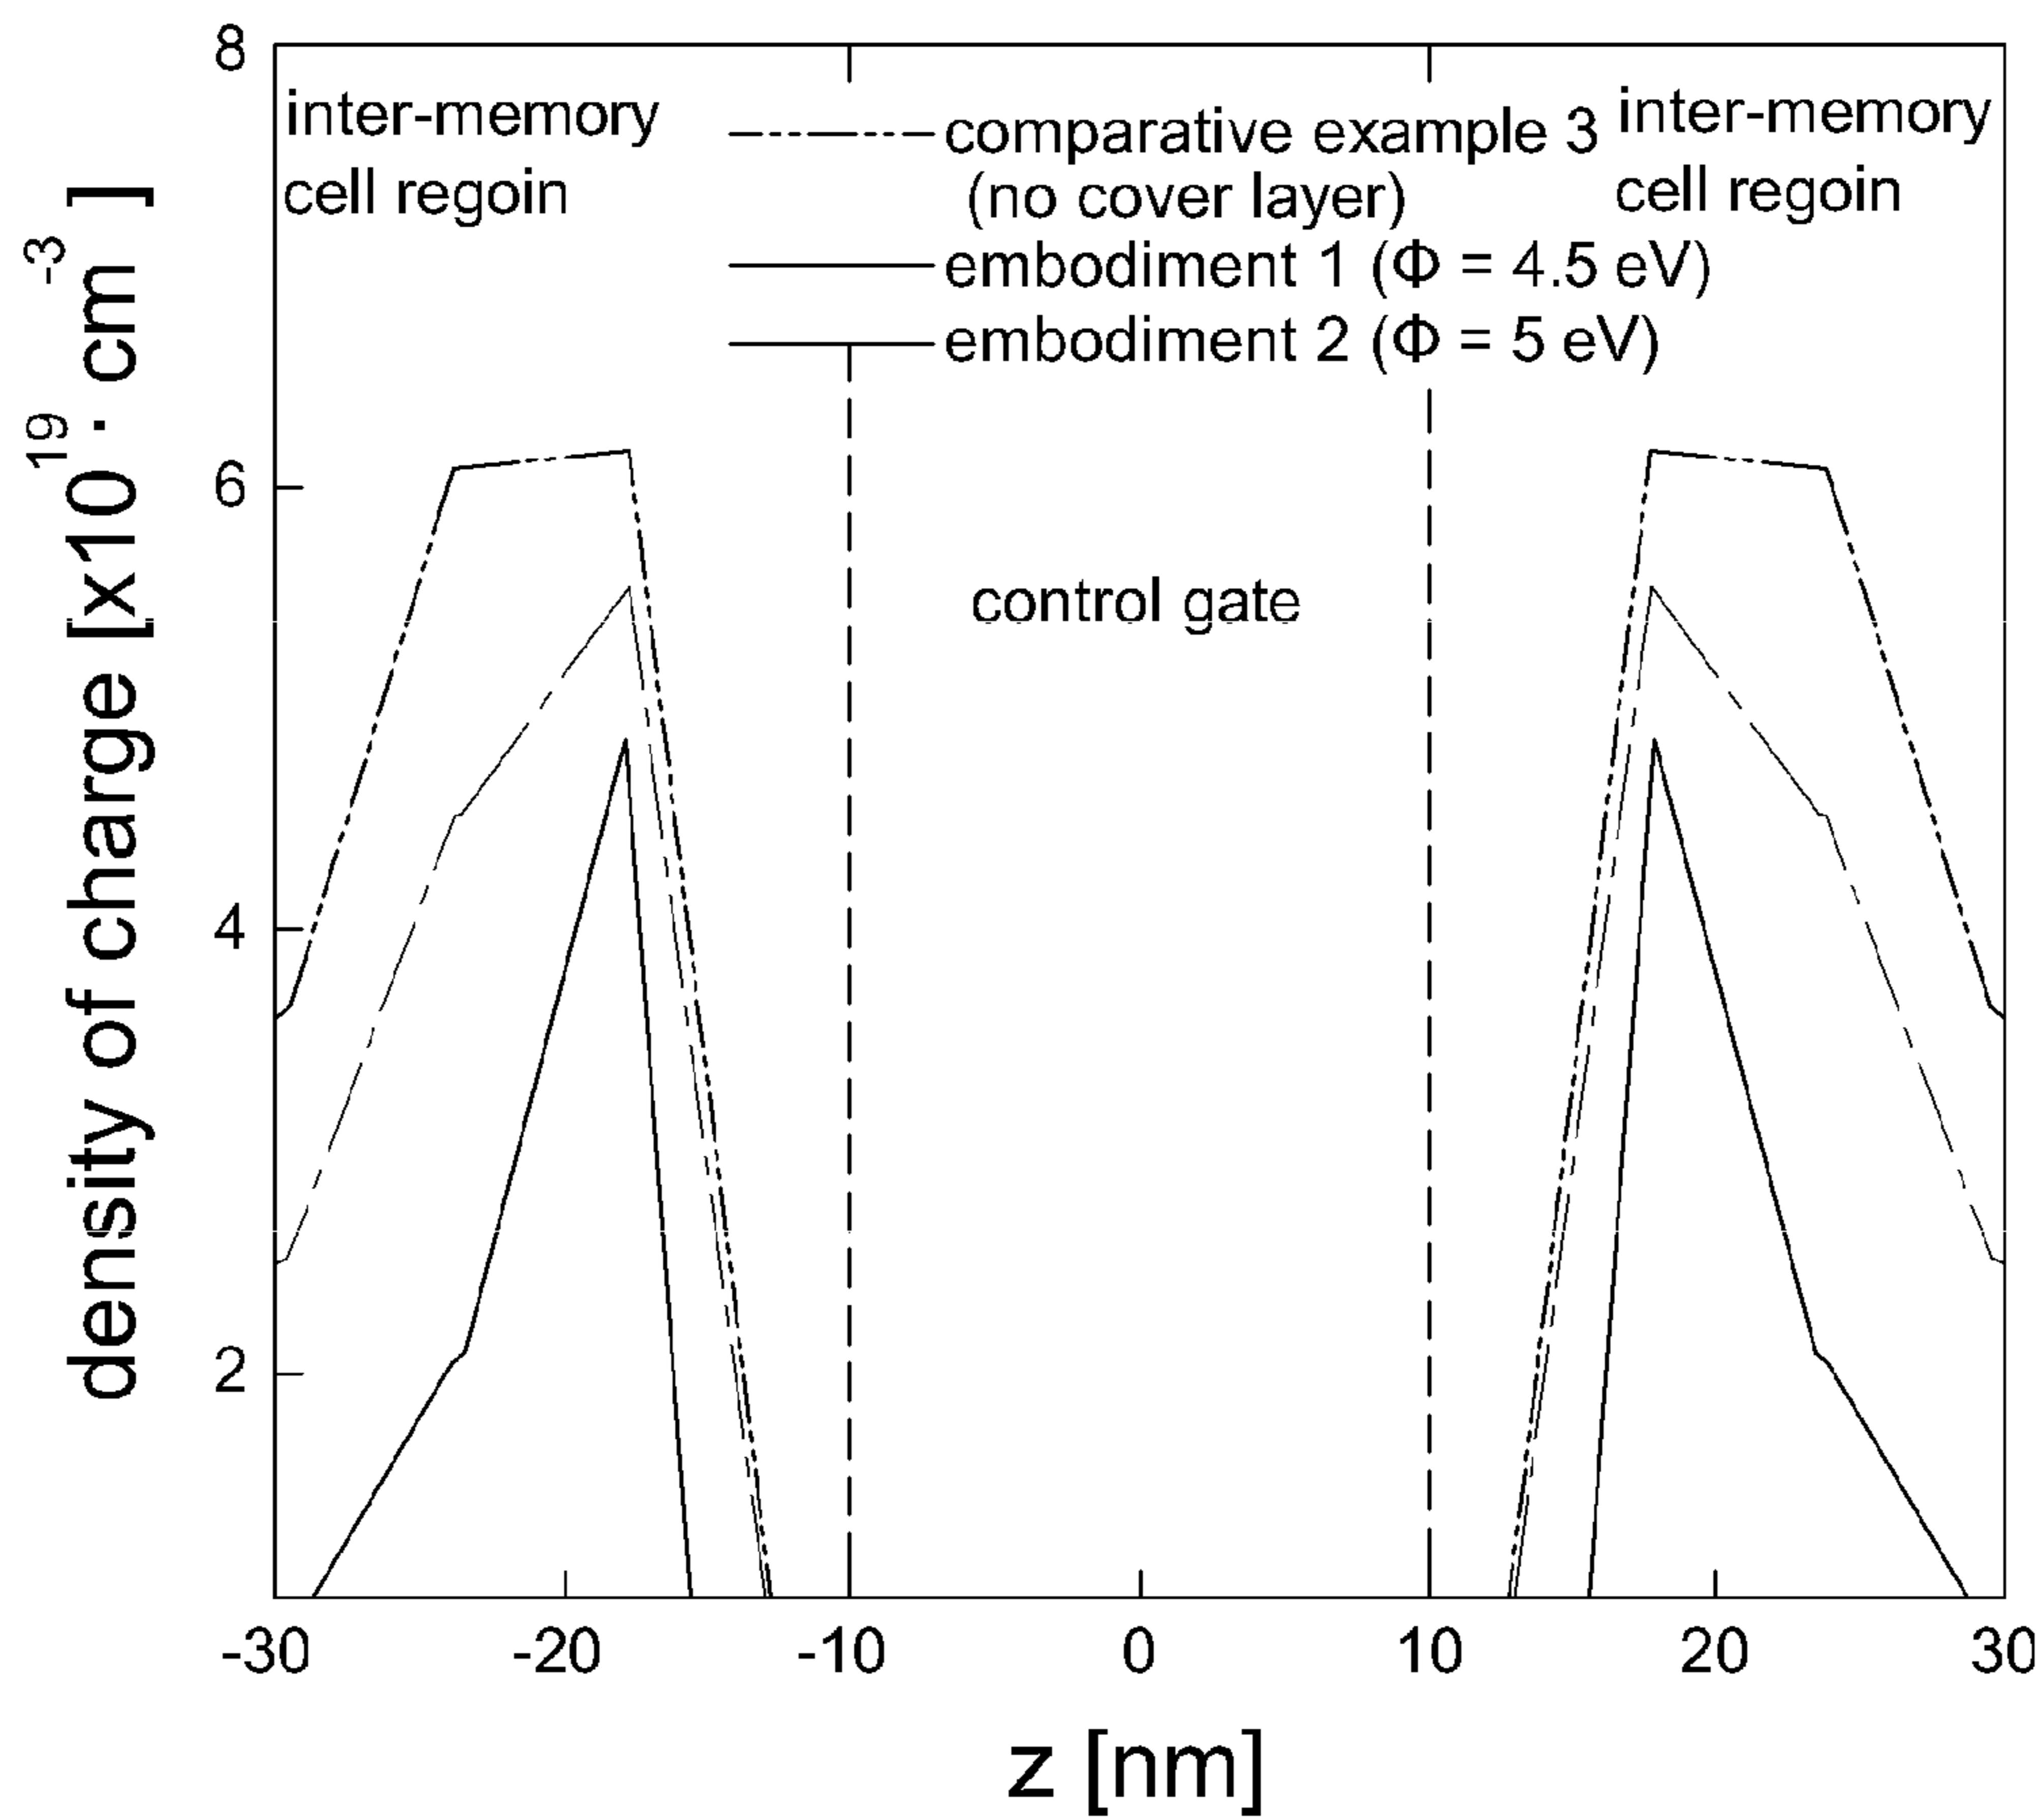 8
inter-memory
cell regoin
comparative example 3
(no cover layer)
embodiment 1 (Φ = 4.5 eV)
embodiment 2 (Φ = 5 eV)
inter-memory
cell regoin
density of charge [x10^19 · cm^-3]
6
control gate
4
2
-30 -20 -10 0 10 20 30
z [nm]